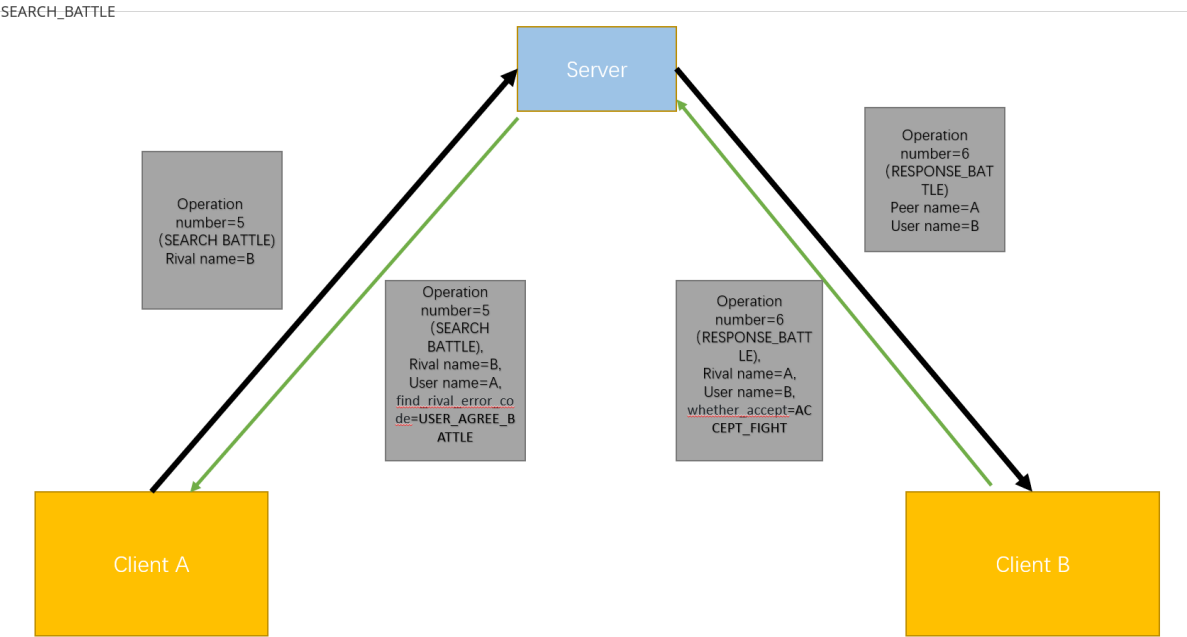 SEARCH_BATTLE
Server
Operation
number=6
（RESPONSE_BAT
TLE)
Peer name=A
User name=B
Operation
number=5
（SEARCH BATTLE)
Rival name=B
Operation
number=5
（SEARCH
BATTLE),
Rival name=B,
User name=A,
find_rival_error_co
de=USER_AGREE_B
ATTLE
Operation
number=6
（RESPONSE_BATT
LE),
Rival name=A,
User name=B,
whether_accept=AC
CEPT_FIGHT
Client A
Client B